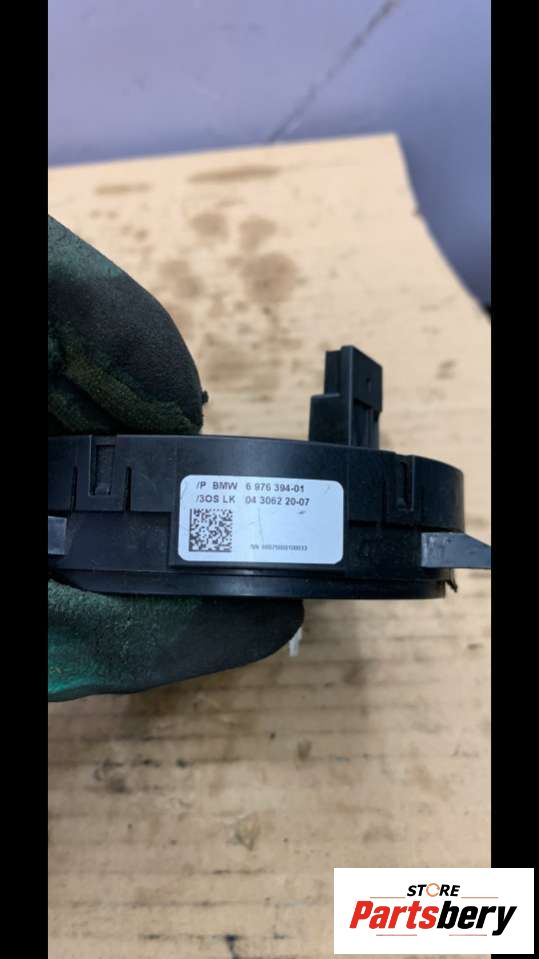 /P BMW 6 976 394-01
/3OS LK 04 3062 20-07
STORE
Partsbery